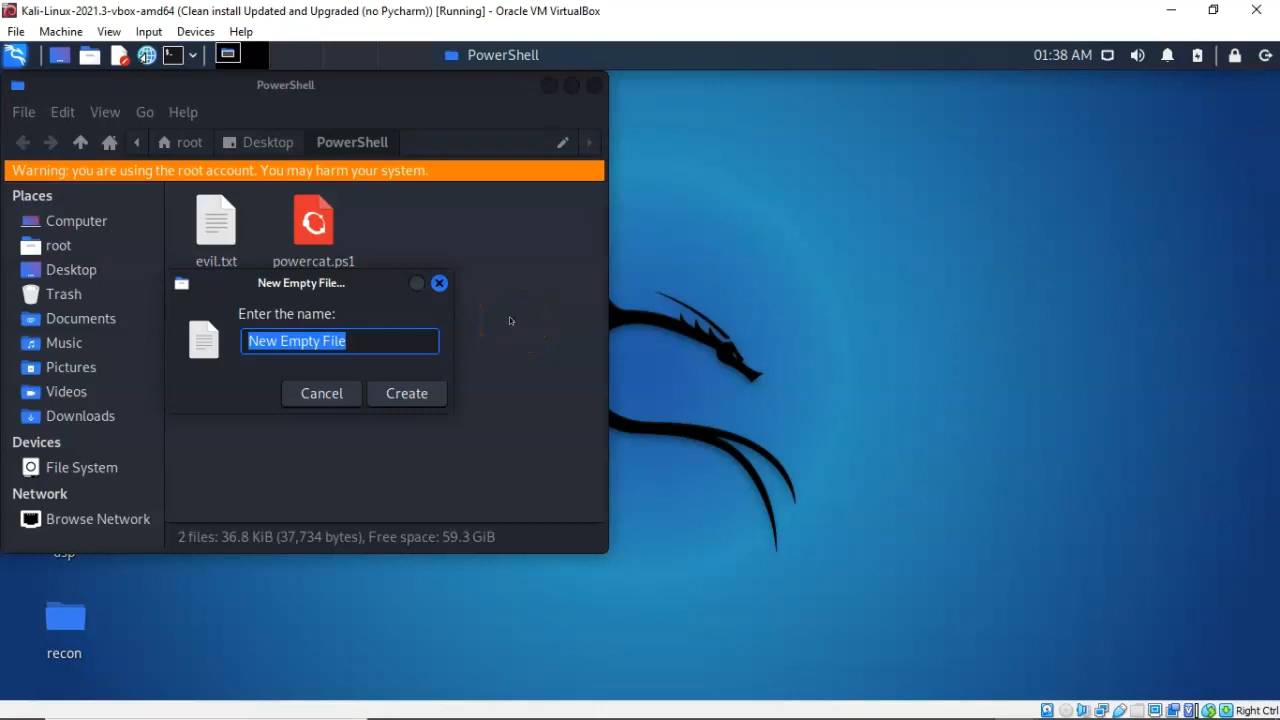 Kali-Linux-2021.3-vbox-amd64 (Clean install Updated and Upgraded (no Pycharm)) [Running] - Oracle VM VirtualBox
File Machine View Input Devices Help
PowerShell
01:38 AM
PowerShell
File Edit View Go Help
root Desktop PowerShell
Warning: you are using the root account. You may harm your system.
Places
Computer
root
Desktop
Trash
Documents
Music
Pictures
Videos
Downloads
Devices
File System
Network
Browse Network
evil.txt powercat.ps1
New Empty File...
Enter the name:
New Empty File
Cancel Create
2 files: 36.8 KiB (37,734 bytes), Free space: 59.3 GiB
recon
Right Ctrl